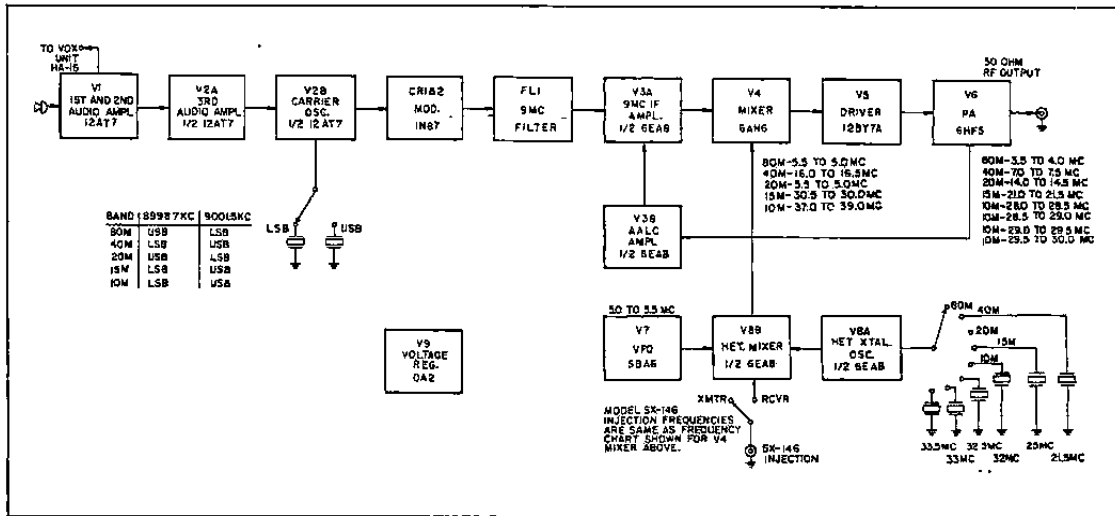 TO VOX
UNIT
HA-16
V1
1ST AND 2ND
AUDIO AMPL.
12AT7
V2A
3RD
AUDIO AMPL.
1/2 12AT7
V2B
CARRIER
OSC.
1/2 12AT7
CR1&2
MOD.
IN87
FL1
9MC
FILTER
V3A
9MC IF
AMPL.
1/2 6EA8
V4
MIXER
6AH6
V5
DRIVER
12BY7A
V6
PA
6HF5
50 OHM
RF OUTPUT
80M-5.5 TO 5.0MC
40M-16.0 TO 16.5MC
20M-5.5 TO 5.0MC
15M-30.5 TO 30.0MC
10M-37.0 TO 39.0MC
80M-3.5 TO 4.0 MC
40M-7.0 TO 7.5 MC
20M-14.0 TO 14.5 MC
15M-21.0 TO 21.5 MC
10M-28.0 TO 28.5 MC
10M-28.5 TO 29.0 MC
10M-29.0 TO 29.5 MC
10M-29.5 TO 30.0 MC
BAND 8998.7KC 9001.5KC
80M USB LSB
40M LSB USB
20M USB LSB
15M LSB USB
10M LSB USB
LSB
USB
V3B
AALC
AMPL
1/2 6EA8
V9
VOLTAGE
REG.
OA2
5.0 TO 5.5 MC
V7
VFO
5BA6
V8B
HET. MIXER
1/2 6EA8
V8A
HET XTAL.
OSC.
1/2 6EA8
80M
40M
20M
15M
10M
XMTR
RCVR
MODEL SX-146
INJECTION FREQUENCIES
ARE SAME AS FREQUENCY
CHART SHOWN FOR V4
MIXER ABOVE.
SX-146
INJECTION
33.5MC
33MC
32.5MC
32MC
25MC
21.5MC